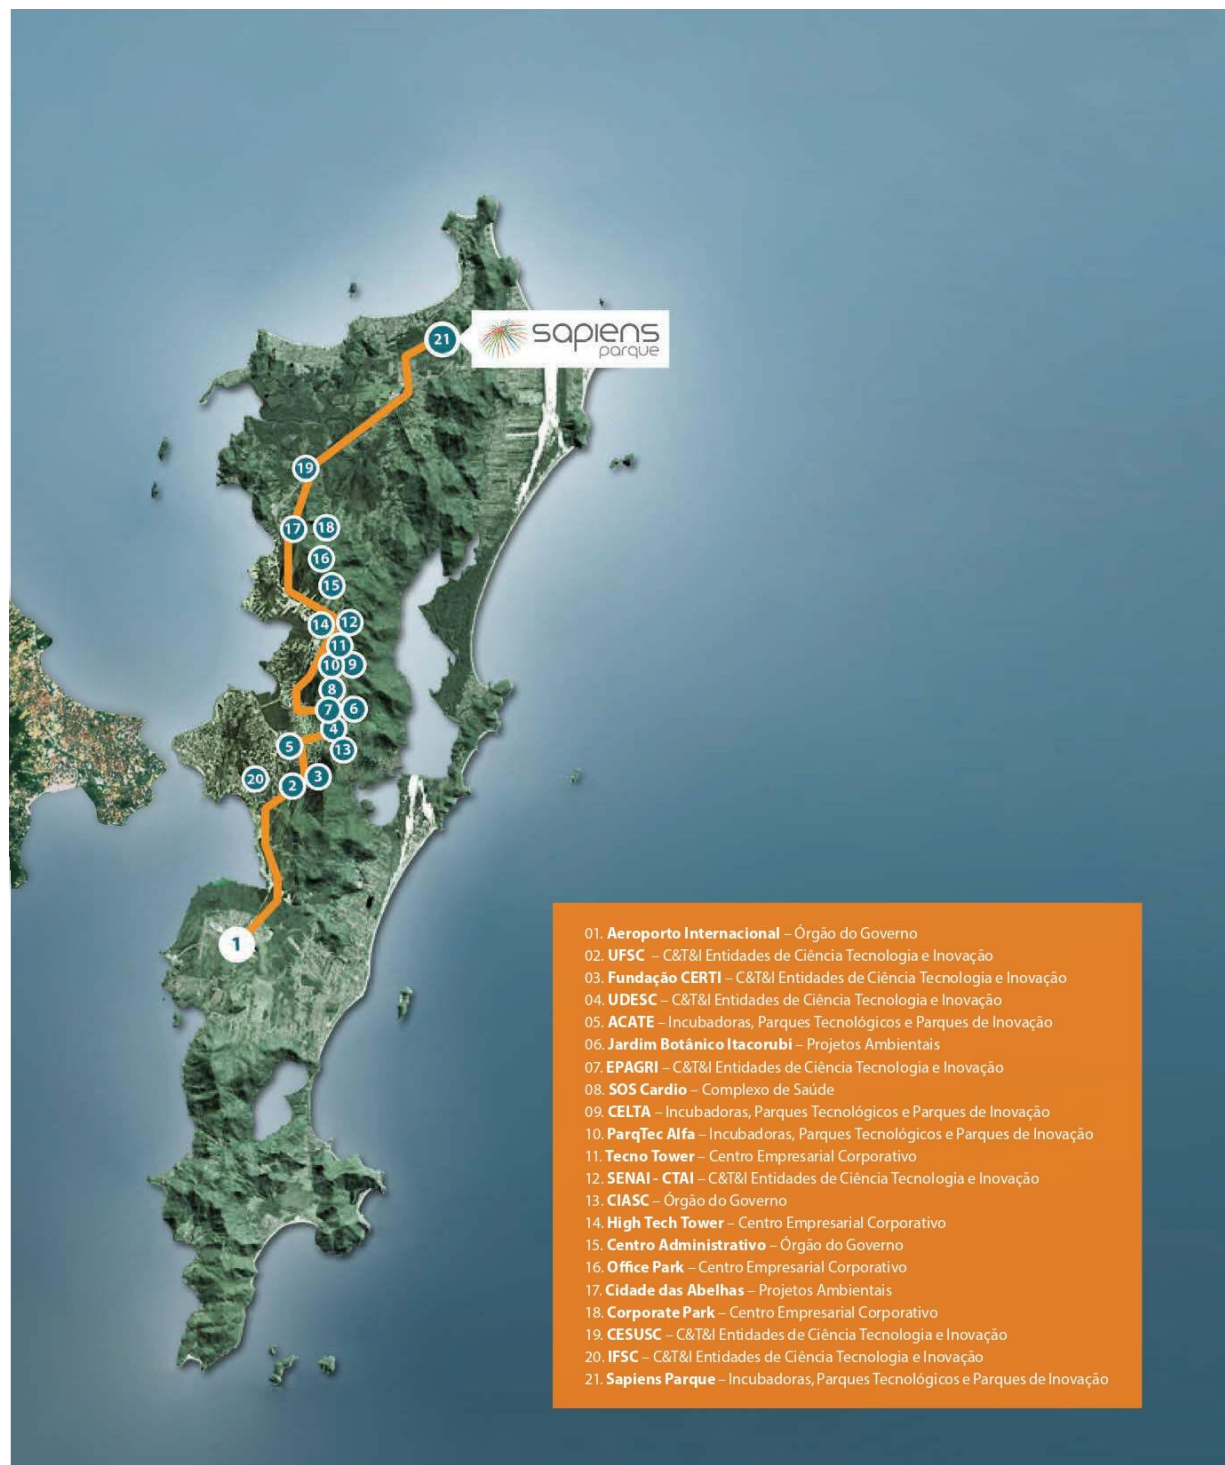 21
sapiens
parque
19
17
18
16
15
14
12
11
10
9
8
7
6
4
5
13
20
3
2
1
01. Aeroporto Internacional – Órgão do Governo
02. UFSC – C&T&I Entidades de Ciência Tecnologia e Inovação
03. Fundação CERTI – C&T&I Entidades de Ciência Tecnologia e Inovação
04. UDESC – C&T&I Entidades de Ciência Tecnologia e Inovação
05. ACATE – Incubadoras, Parques Tecnológicos e Parques de Inovação
06. Jardim Botânico Itacorubi – Projetos Ambientais
07. EPAGRI – C&T&I Entidades de Ciência Tecnologia e Inovação
08. SOS Cardio – Complexo de Saúde
09. CELTA – Incubadoras, Parques Tecnológicos e Parques de Inovação
10. ParqTec Alfa – Incubadoras, Parques Tecnológicos e Parques de Inovação
11. Tecno Tower – Centro Empresarial Corporativo
12. SENAI - CTAI – C&T&I Entidades de Ciência Tecnologia e Inovação
13. CIASC – Órgão do Governo
14. High Tech Tower – Centro Empresarial Corporativo
15. Centro Administrativo – Órgão do Governo
16. Office Park – Centro Empresarial Corporativo
17. Cidade das Abelhas – Projetos Ambientais
18. Corporate Park – Centro Empresarial Corporativo
19. CESUSC – C&T&I Entidades de Ciência Tecnologia e Inovação
20. IFSC – C&T&I Entidades de Ciência Tecnologia e Inovação
21. Sapiens Parque – Incubadoras, Parques Tecnológicos e Parques de Inovação